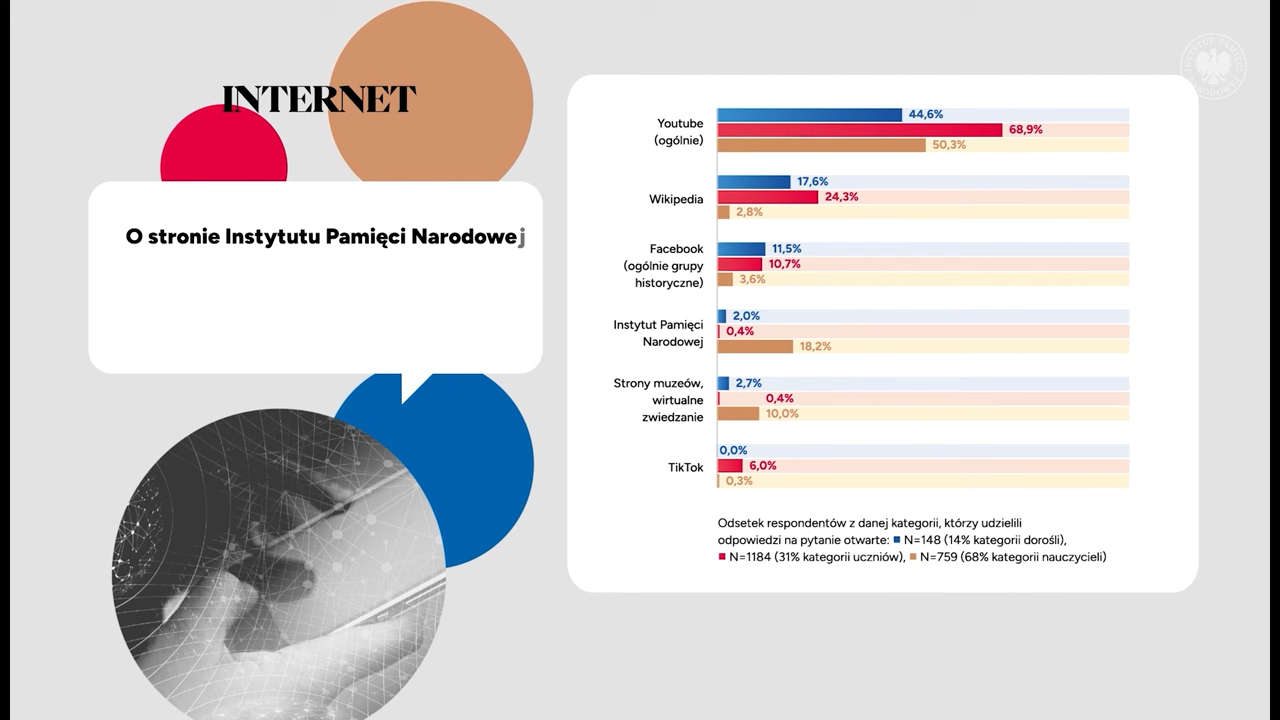 INTERNET
O stronie Instytutu Pamięci Narodowej
Youtube
(ogólnie)
44,6%
68,9%
50,3%
Wikipedia
17,6%
24,3%
2,8%
Facebook
(ogólnie grupy
historyczne)
11,5%
10,7%
3,6%
Instytut Pamięci
Narodowej
2,0%
0,4%
18,2%
Strony muzeów,
wirtualne
zwiedzanie
2,7%
0,4%
10,0%
TikTok
0,0%
6,0%
0,3%
Odsetek respondentów z danej kategorii, którzy udzielili
odpowiedzi na pytanie otwarte: N=148 (14% kategorii dorośli),
N=1184 (31% kategorii uczniów), N=759 (68% kategorii nauczycieli)